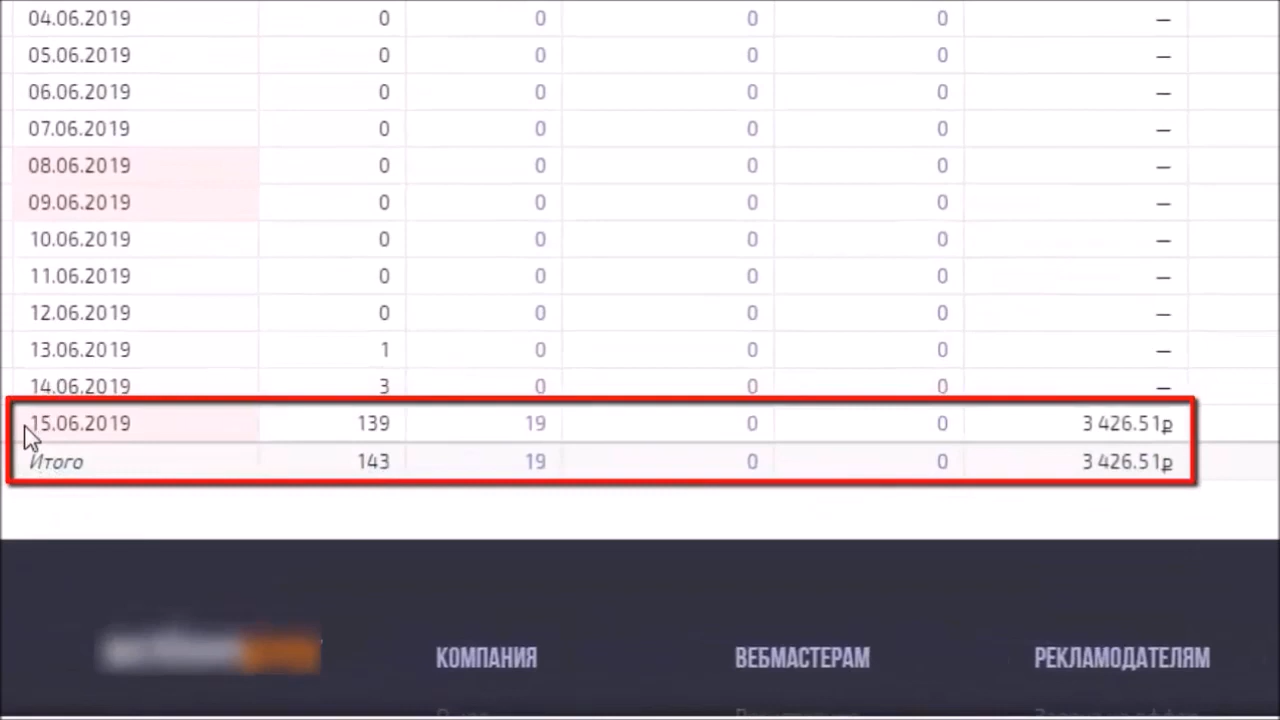 04.06.2019 0 0 0 0 —
05.06.2019 0 0 0 0 —
06.06.2019 0 0 0 0 —
07.06.2019 0 0 0 0 —
08.06.2019 0 0 0 0 —
09.06.2019 0 0 0 0 —
10.06.2019 0 0 0 0 —
11.06.2019 0 0 0 0 —
12.06.2019 0 0 0 0 —
13.06.2019 1 0 0 0 —
14.06.2019 3 0 0 0 —
15.06.2019 139 19 0 0 3 426.51₽
Итого 143 19 0 0 3 426.51₽
КОМПАНИЯ ВЕБМАСТЕРАМ РЕКЛАМОДАТЕЛЯМ